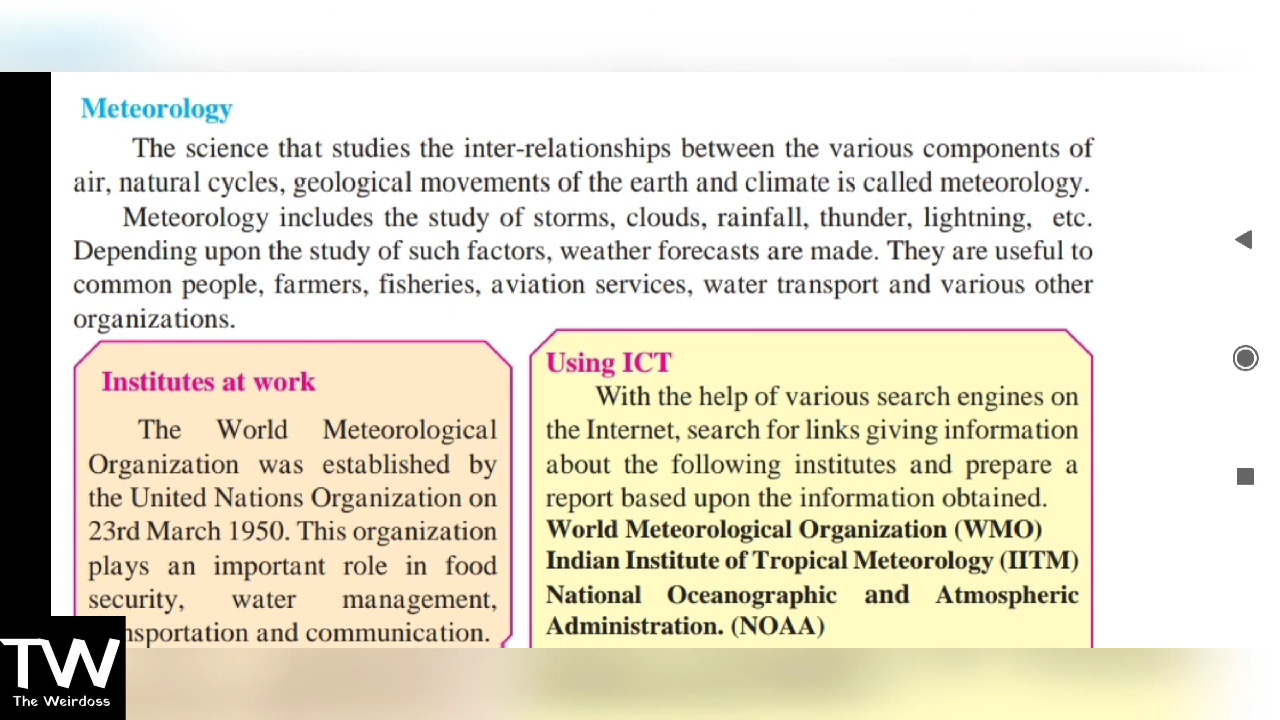 Meteorology
The science that studies the inter-relationships between the various components of
air, natural cycles, geological movements of the earth and climate is called meteorology.
Meteorology includes the study of storms, clouds, rainfall, thunder, lightning, etc.
Depending upon the study of such factors, weather forecasts are made. They are useful to
common people, farmers, fisheries, aviation services, water transport and various other
organizations.
Institutes at work
The World Meteorological
Organization was established by
the United Nations Organization on
23rd March 1950. This organization
plays an important role in food
security, water management,
nsportation and communication.
Using ICT
With the help of various search engines on
the Internet, search for links giving information
about the following institutes and prepare a
report based upon the information obtained.
World Meteorological Organization (WMO)
Indian Institute of Tropical Meteorology (IITM)
National Oceanographic and Atmospheric
Administration. (NOAA)
TW
The Weirdoss